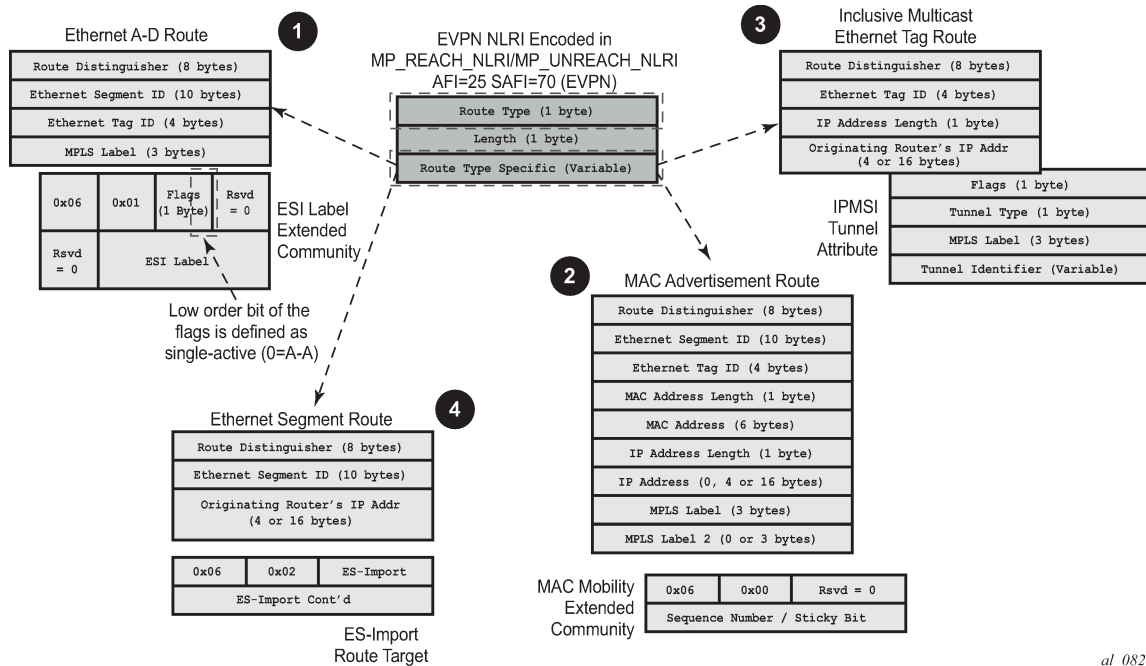 Ethernet A-D Route
1
Route Distinguisher (8 bytes)
Ethernet Segment ID (10 bytes)
Ethernet Tag ID (4 bytes)
MPLS Label (3 bytes)
0x06
0x01
Flags
(1 Byte)
Rsvd
= 0
Rsvd
= 0
ESI Label
ESI Label
Extended
Community
Low order bit of the
flags is defined as
single-active (0=A-A)
EVPN NLRI Encoded in
MP_REACH_NLRI/MP_UNREACH_NLRI
AFI=25 SAFI=70 (EVPN)
Route Type (1 byte)
Length (1 byte)
Route Type Specific (Variable)
3
Inclusive Multicast
Ethernet Tag Route
Route Distinguisher (8 bytes)
Ethernet Tag ID (4 bytes)
IP Address Length (1 byte)
Originating Router's IP Addr
(4 or 16 bytes)
IPMSI
Tunnel
Attribute
Flags (1 byte)
Tunnel Type (1 byte)
MPLS Label (3 bytes)
Tunnel Identifier (Variable)
2
MAC Advertisement Route
Route Distinguisher (8 bytes)
Ethernet Segment ID (10 bytes)
Ethernet Tag ID (4 bytes)
MAC Address Length (1 byte)
MAC Address (6 bytes)
IP Address Length (1 byte)
IP Address (0, 4 or 16 bytes)
MPLS Label (3 bytes)
MPLS Label 2 (0 or 3 bytes)
MAC Mobility
Extended
Community
0x06
0x00
Rsvd = 0
Sequence Number / Sticky Bit
Ethernet Segment Route
4
Route Distinguisher (8 bytes)
Ethernet Segment ID (10 bytes)
Originating Router's IP Addr
(4 or 16 bytes)
0x06
0x02
ES-Import
ES-Import Cont'd
ES-Import
Route Target
al_082